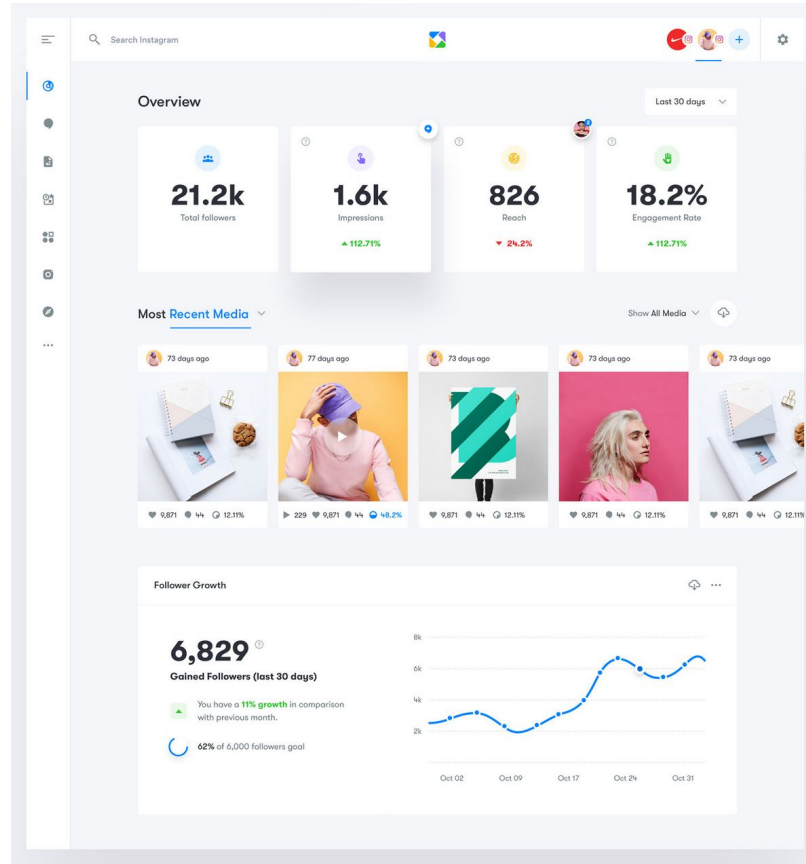 Search Instagram
Overview
Last 30 days
21.2k
Total followers
1.6k
Impressions
112.71%
826
Reach
24.2%
18.2%
Engagement Rate
112.71%
Most Recent Media
Show All Media
73 days ago
77 days ago
73 days ago
73 days ago
73 days ago
9,871 44 12.11%
229 9,871 44 48.2%
9,871 44 12.11%
9,871 44 12.11%
9,871 44 12.11%
Follower Growth
6,829
Gained Followers (last 30 days)
You have a 11% growth in comparison
with previous month.
62% of 6,000 followers goal
8k
6k
4k
2k
Oct 02 Oct 09 Oct 17 Oct 24 Oct 31